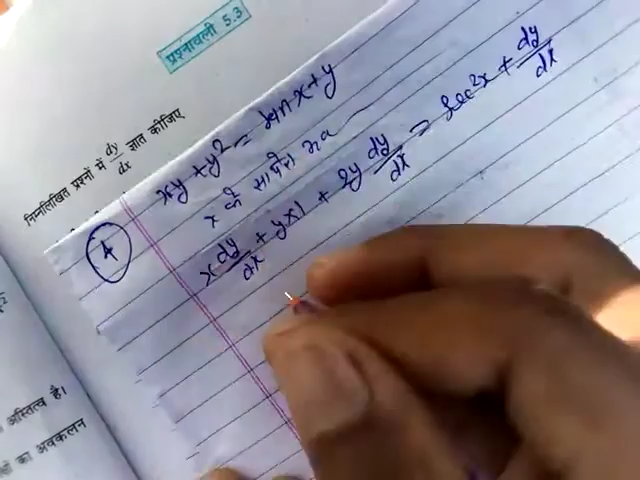 प्रश्नावली 5.3
निम्नलिखित प्रश्नों में dy/dx ज्ञात कीजिए
4
xy + y² = tan x + y
x के सापेक्ष
x dy/dx + y×1 + 2y dy/dx = sec²x + dy/dx
अस्तित्व है।
का अवकलन